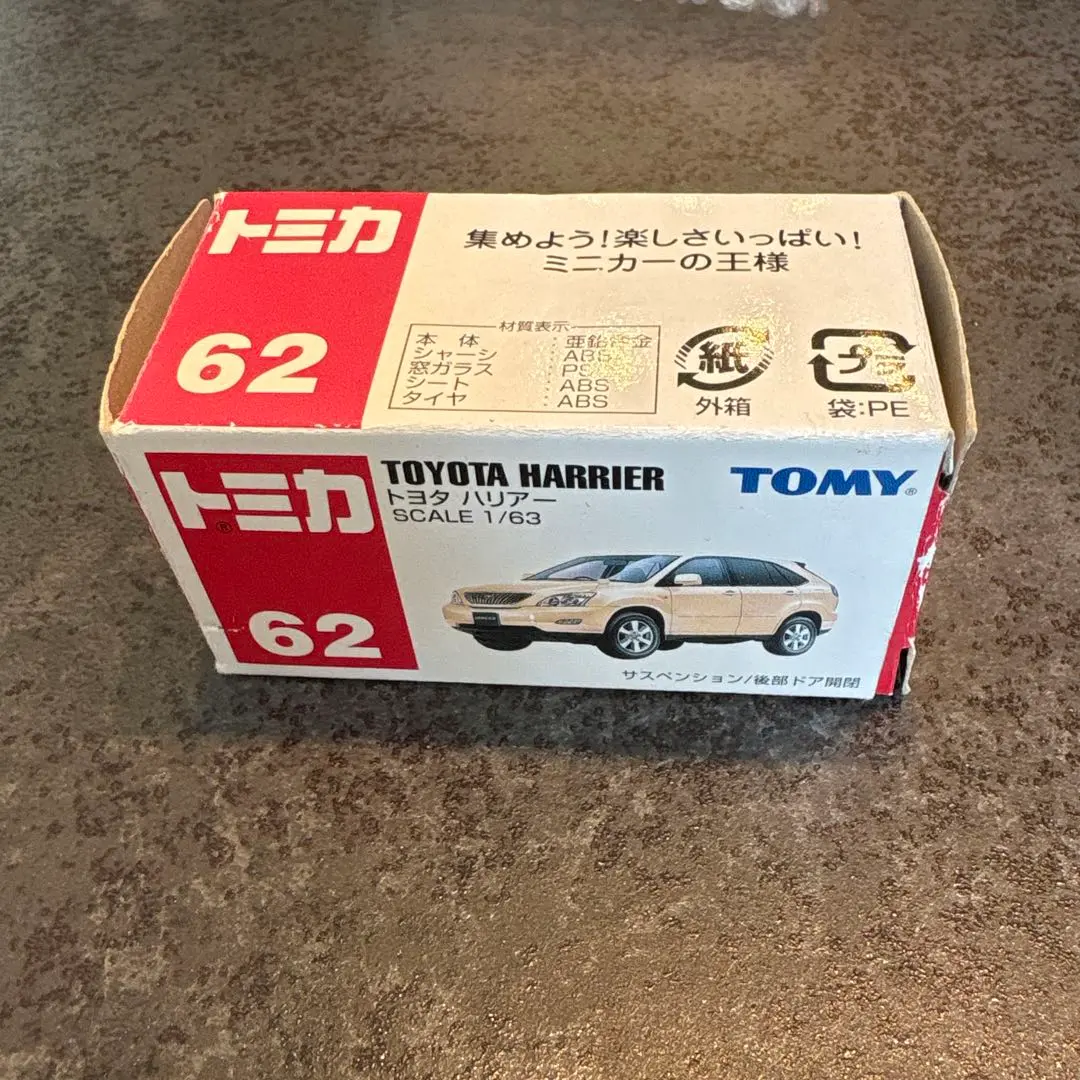 トミカ
62
集めよう!楽しさいっぱい!
ミニカーの王様
材質表示
本体 : 亜鉛合金
シャーシ : ABS
窓ガラス : PS
シート : ABS
タイヤ : ABS
紙
外箱
プラ
袋:PE
トミカ®
62
TOYOTA HARRIER
トヨタ ハリアー
SCALE 1/63
TOMY®
サスペンション/後部ドア開閉